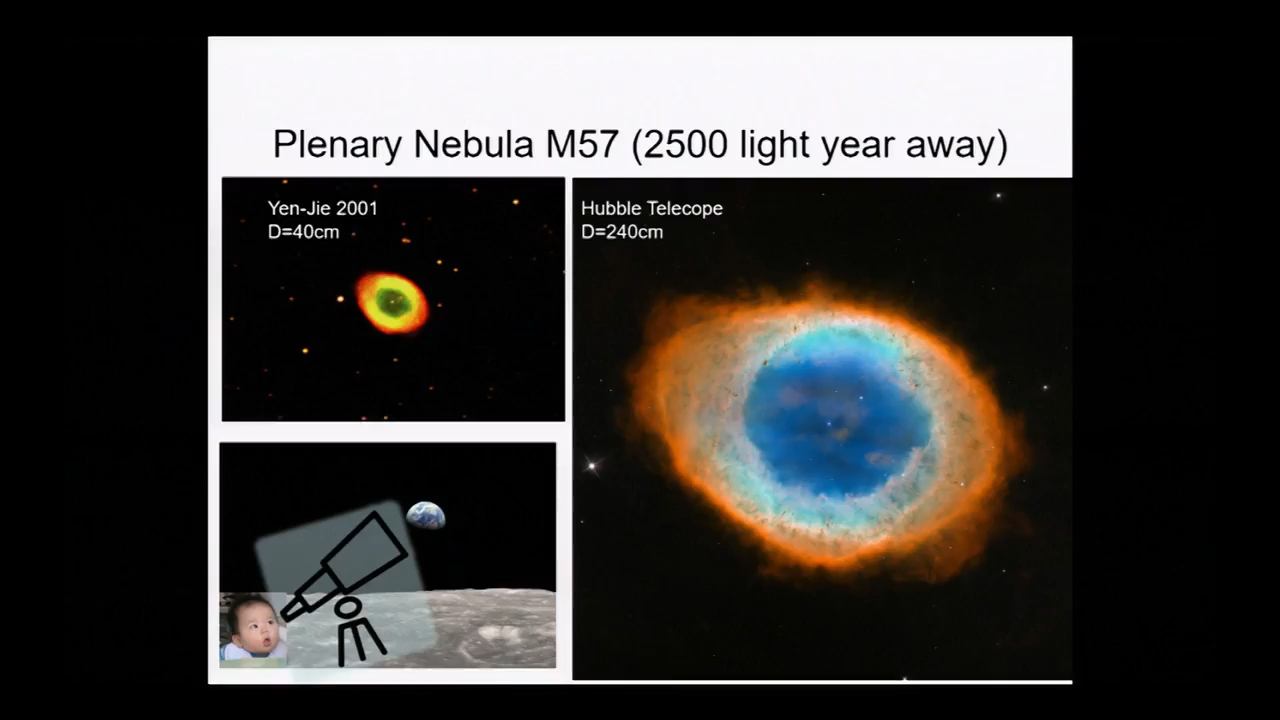 Plenary Nebula M57 (2500 light year away)
Yen-Jie 2001
D=40cm
Hubble Telecope
D=240cm